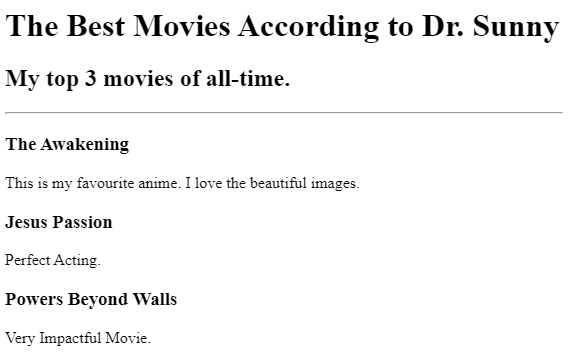 The Best Movies According to Dr. Sunny
My top 3 movies of all-time.
The Awakening
This is my favourite anime. I love the beautiful images.
Jesus Passion
Perfect Acting.
Powers Beyond Walls
Very Impactful Movie.